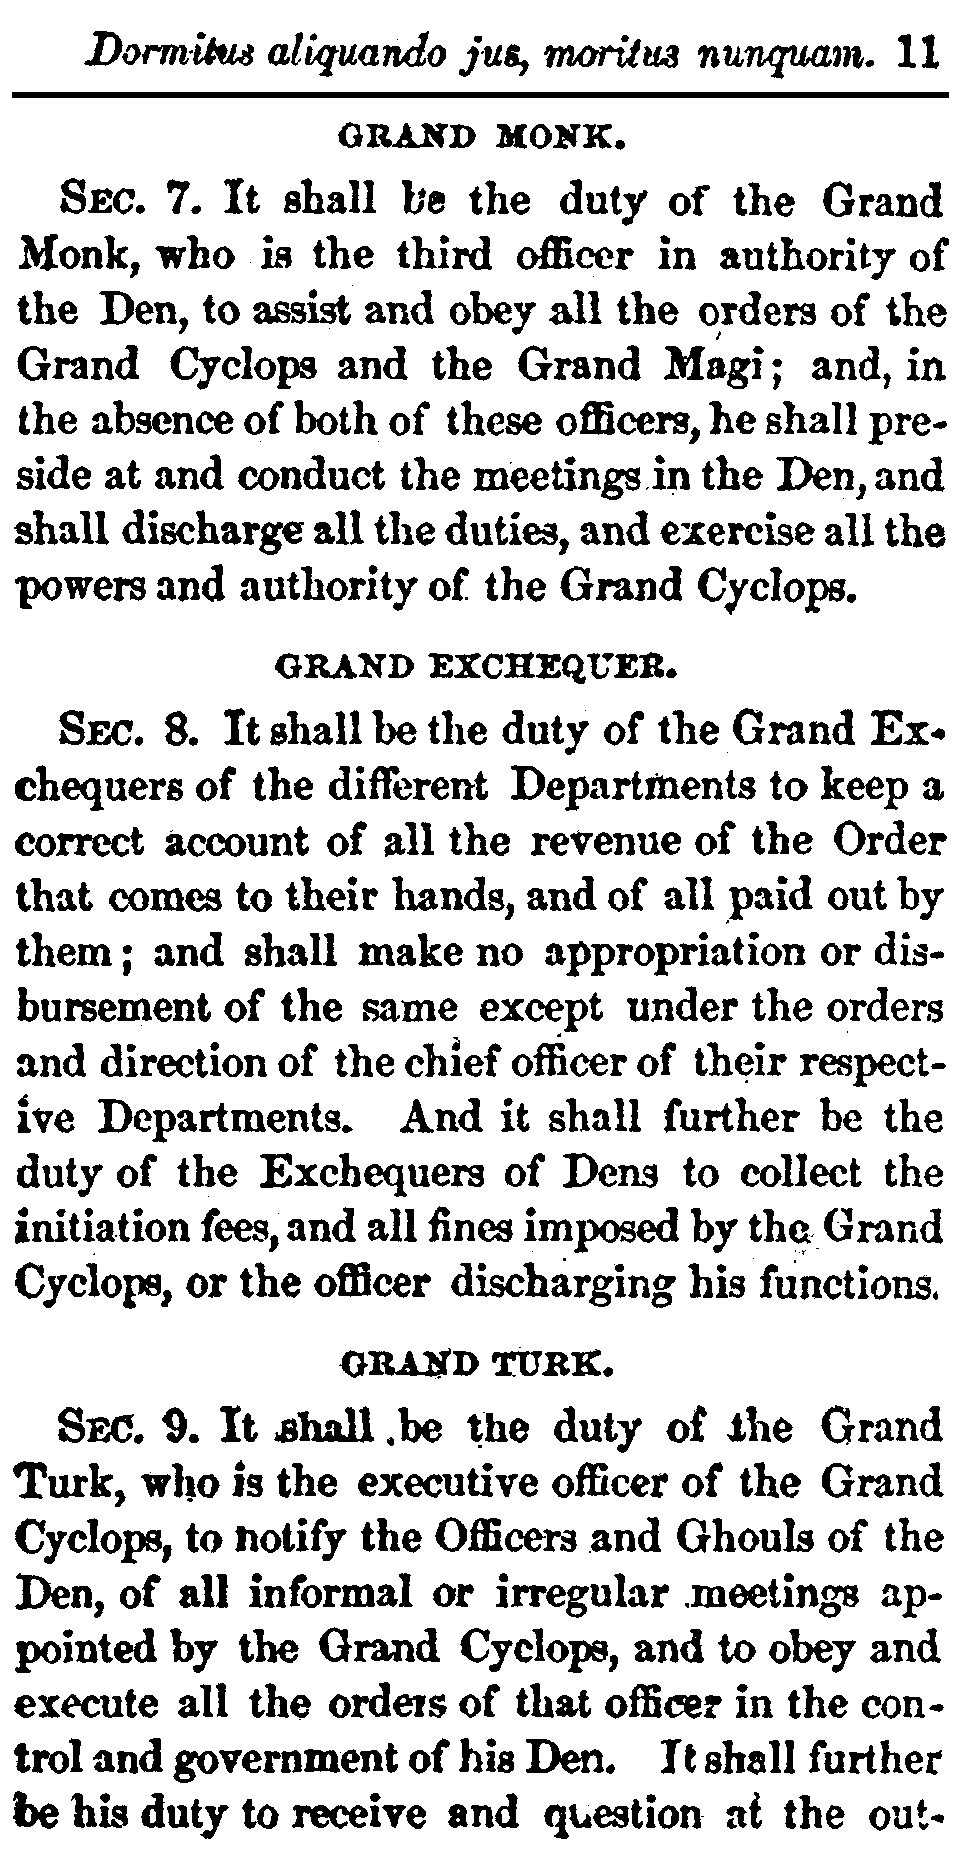 Dormitus aliquando jus, moritus nunquam. 11
GRAND MONK.
SEC. 7. It shall be the duty of the Grand
Monk, who is the third officer in authority of
the Den, to assist and obey all the orders of the
Grand Cyclops and the Grand Magi; and, in
the absence of both of these officers, he shall pre-
side at and conduct the meetings in the Den, and
shall discharge all the duties, and exercise all the
powers and authority of the Grand Cyclops.
GRAND EXCHEQUER.
SEC. 8. It shall be the duty of the Grand Ex-
chequers of the different Departments to keep a
correct account of all the revenue of the Order
that comes to their hands, and of all paid out by
them; and shall make no appropriation or dis-
bursement of the same except under the orders
and direction of the chief officer of their respect-
ive Departments. And it shall further be the
duty of the Exchequers of Dens to collect the
initiation fees, and all fines imposed by the Grand
Cyclops, or the officer discharging his functions.
GRAND TURK.
SEC. 9. It shall be the duty of the Grand
Turk, who is the executive officer of the Grand
Cyclops, to notify the Officers and Ghouls of the
Den, of all informal or irregular meetings ap-
pointed by the Grand Cyclops, and to obey and
execute all the orders of that officer in the con-
trol and government of his Den. It shall further
be his duty to receive and question at the out-